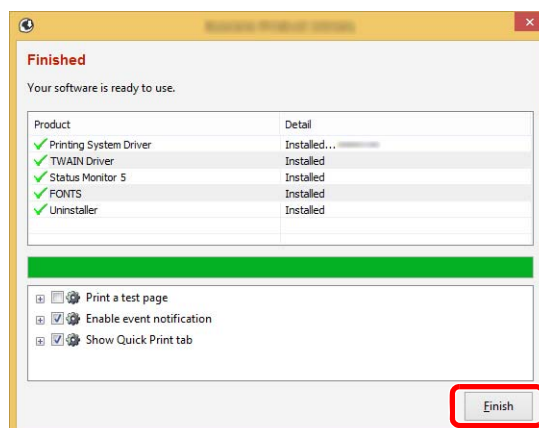 Finished
Your software is ready to use.
Product Detail
Printing System Driver Installed...
TWAIN Driver Installed
Status Monitor 5 Installed
FONTS Installed
Uninstaller Installed
Print a test page
Enable event notification
Show Quick Print tab
Finish